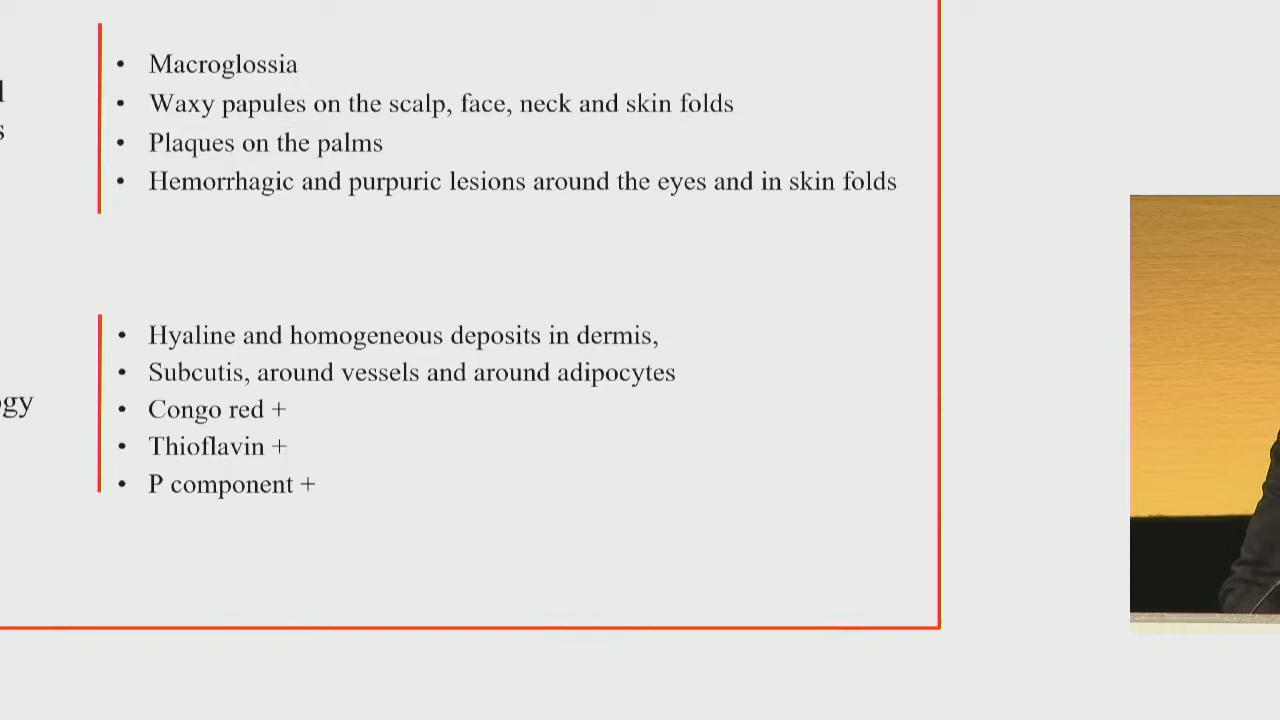 Macroglossia
Waxy papules on the scalp, face, neck and skin folds
Plaques on the palms
Hemorrhagic and purpuric lesions around the eyes and in skin folds
Hyaline and homogeneous deposits in dermis,
Subcutis, around vessels and around adipocytes
Congo red +
Thioflavin +
P component +